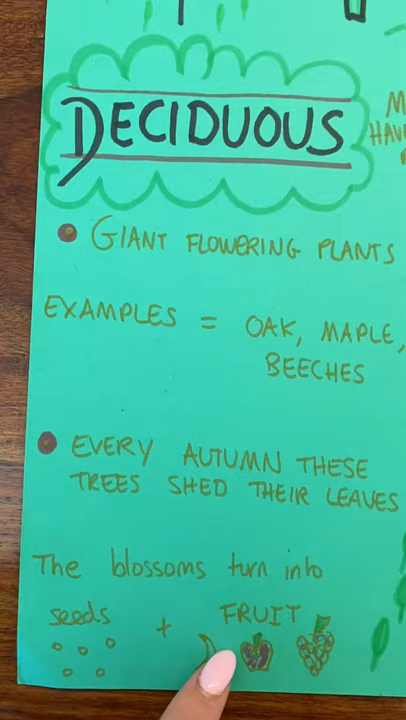 DECIDUOUS
GIANT FLOWERING PLANTS
EXAMPLES = OAK, MAPLE,
BEECHES
EVERY AUTUMN THESE
TREES SHED THEIR LEAVES
The blossoms turn into
seeds + FRUIT